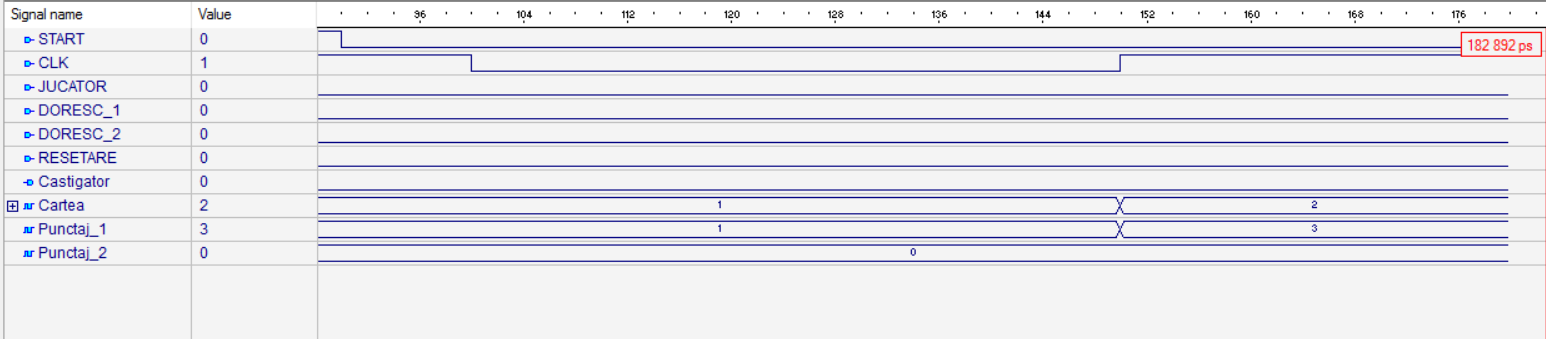 Signal name Value 96 104 112 120 128 136 144 152 160 168 176
START 0
182 892 ps
CLK 1
JUCATOR 0
DORESC_1 0
DORESC_2 0
RESETARE 0
Castigator 0
Cartea 2 1 2
Punctaj_1 3 1 3
Punctaj_2 0 0